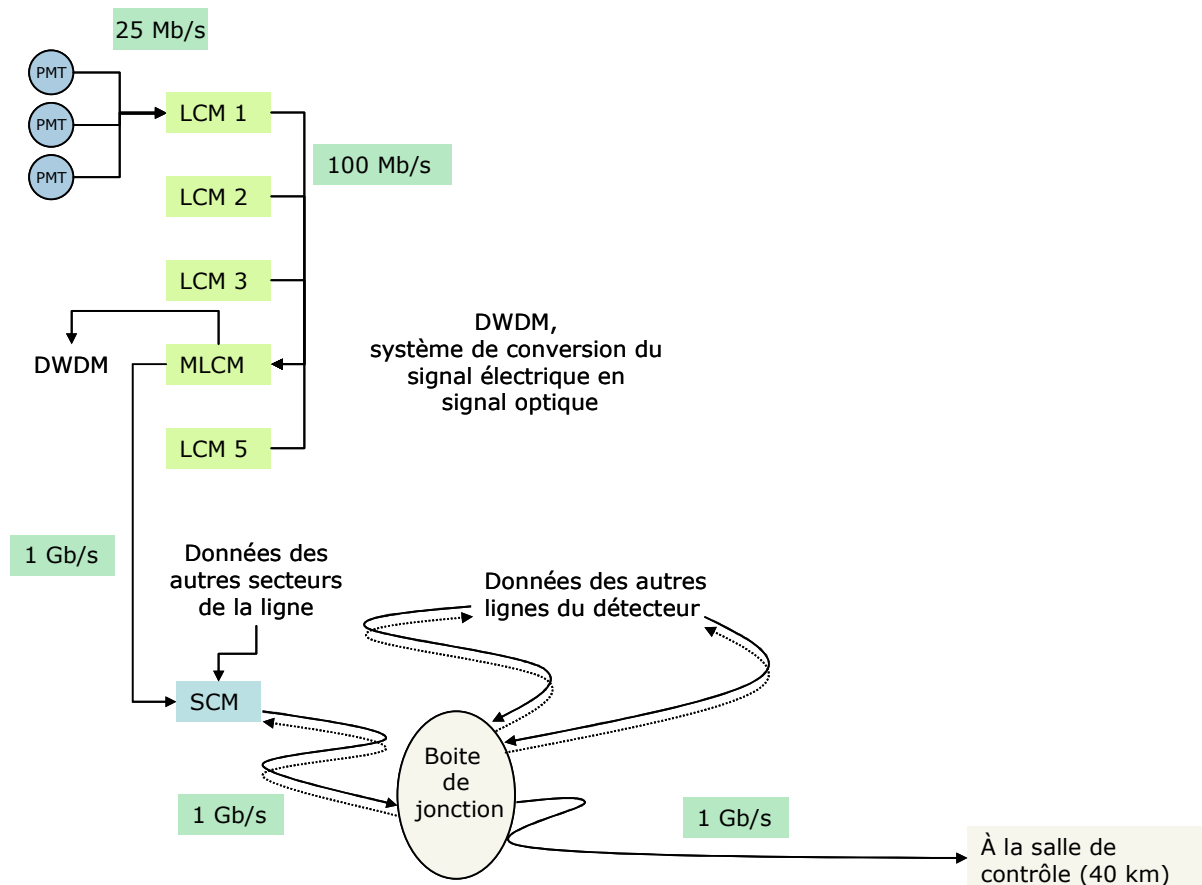 25 Mb/s
PMT
PMT
PMT
LCM 1
100 Mb/s
LCM 2
LCM 3
DWDM
MLCM
DWDM,
système de conversion du
signal électrique en
signal optique
LCM 5
1 Gb/s
Données des
autres secteurs
de la ligne
Données des autres
lignes du détecteur
SCM
Boite
de
jonction
1 Gb/s
1 Gb/s
À la salle de
contrôle (40 km)